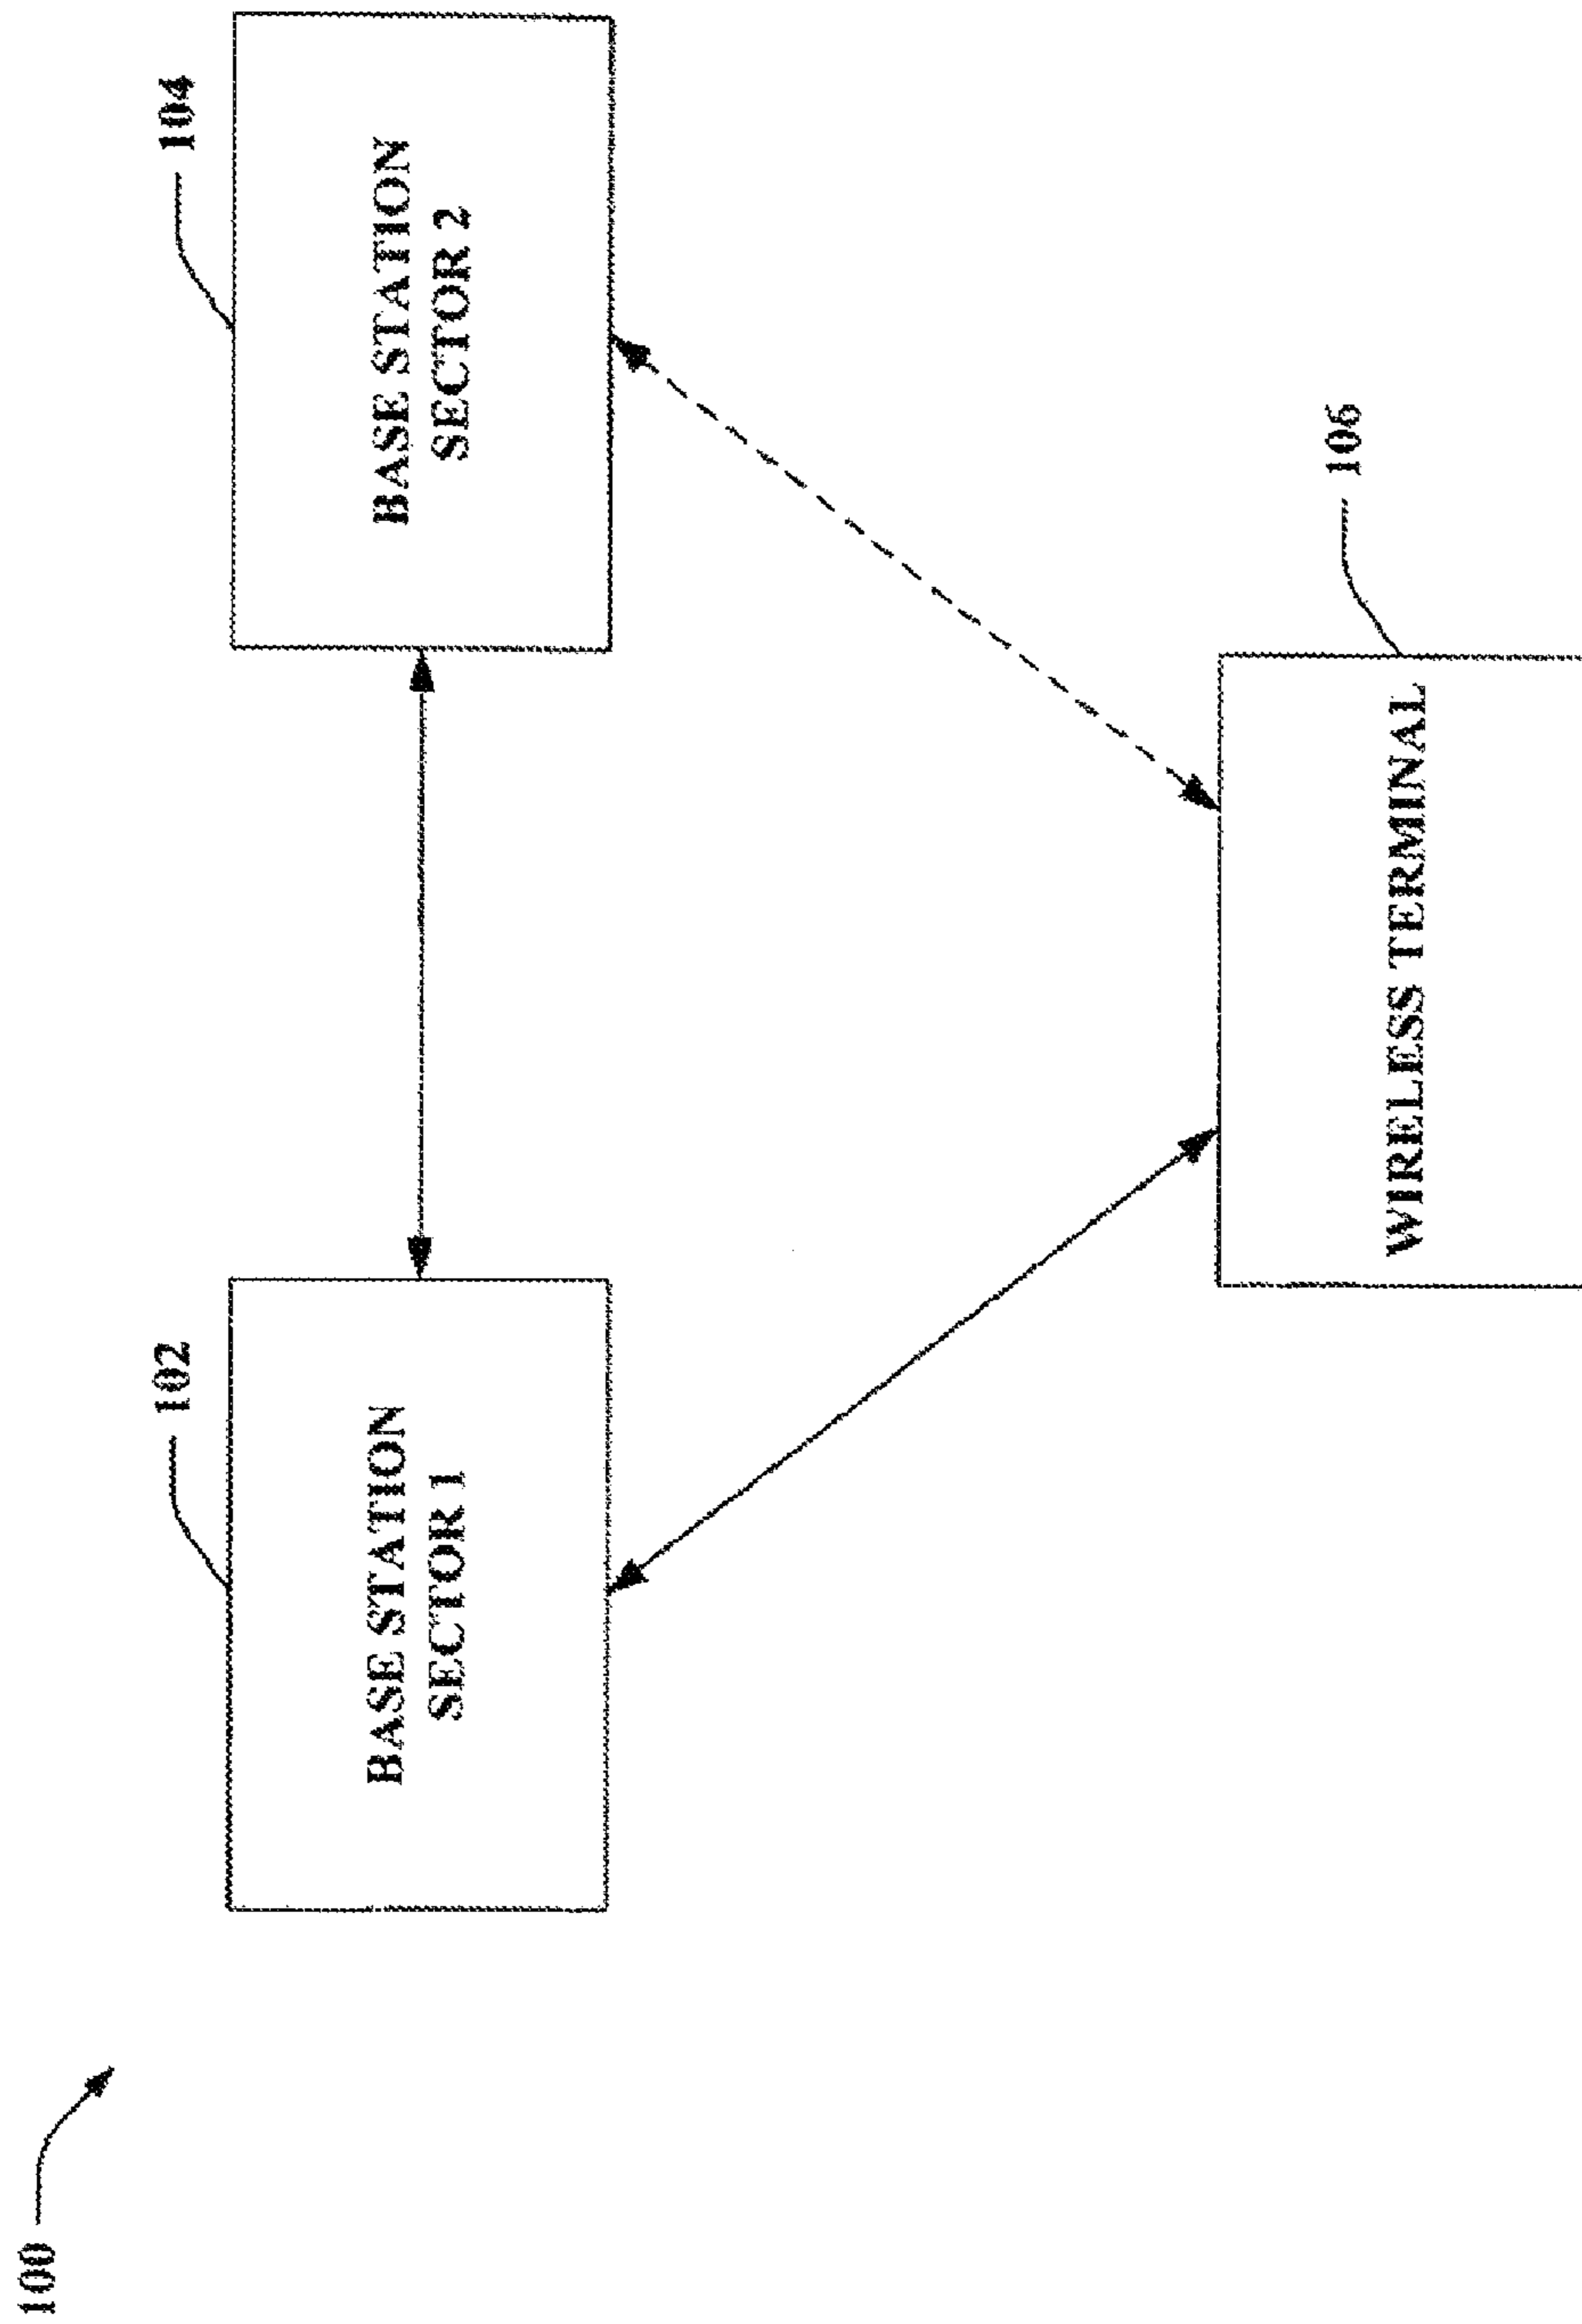 100
102
BASE STATION
SECTOR 1
104
BASE STATION
SECTOR 2
106
WIRELESS TERMINAL